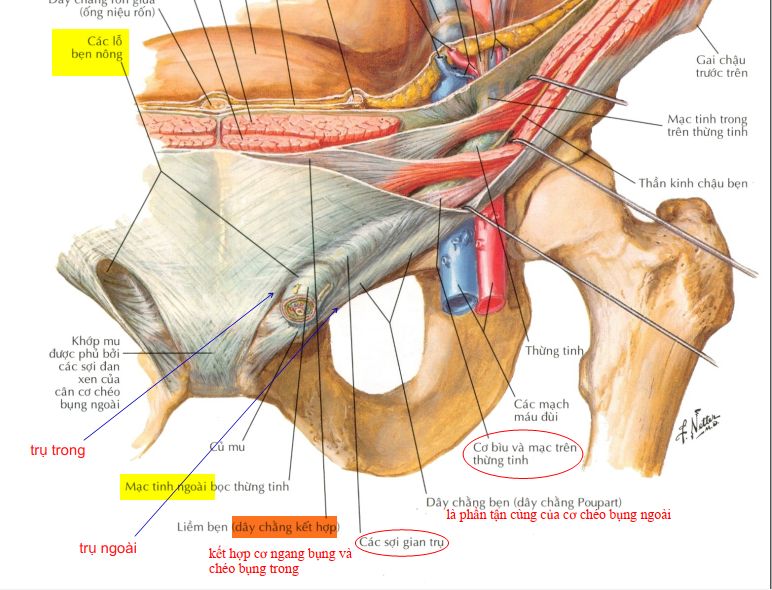 Dây chằng rốn giữa
(ống niệu rốn)
Các lỗ
bẹn nông
Gai chậu
trước trên
Mạc tinh trong
trên thừng tinh
Thần kinh chậu bẹn
Khớp mu
được phủ bởi
các sợi đan
xen của
cân cơ chéo
bụng ngoài
Thừng tinh
Các mạch
máu đùi
trụ trong
Củ mu
Cơ bìu và mạc trên
thừng tinh
Mạc tinh ngoài bọc thừng tinh
Dây chằng bẹn (dây chằng Poupart)
là phần tận cùng của cơ chéo bụng ngoài
Liềm bẹn (dây chằng kết hợp)
Các sợi gian trụ
trụ ngoài
kết hợp cơ ngang bụng và
chéo bụng trong
F. Netter
M.D.